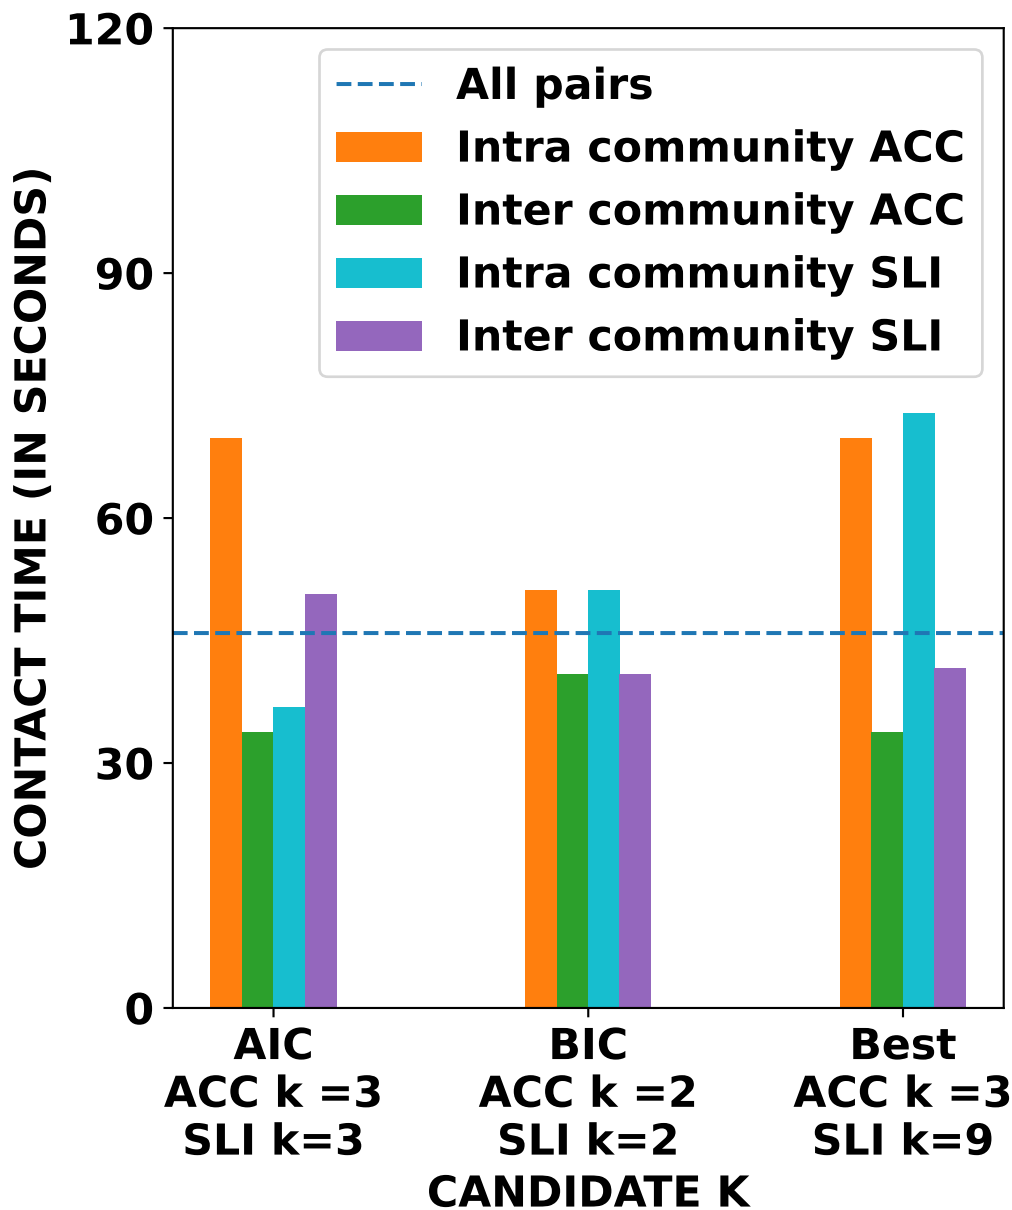 120
90
60
30
0
CONTACT TIME (IN SECONDS)
All pairs
Intra community ACC
Inter community ACC
Intra community SLI
Inter community SLI
AIC
ACC k =3
SLI k=3
BIC
ACC k =2
SLI k=2
Best
ACC k =3
SLI k=9
CANDIDATE K